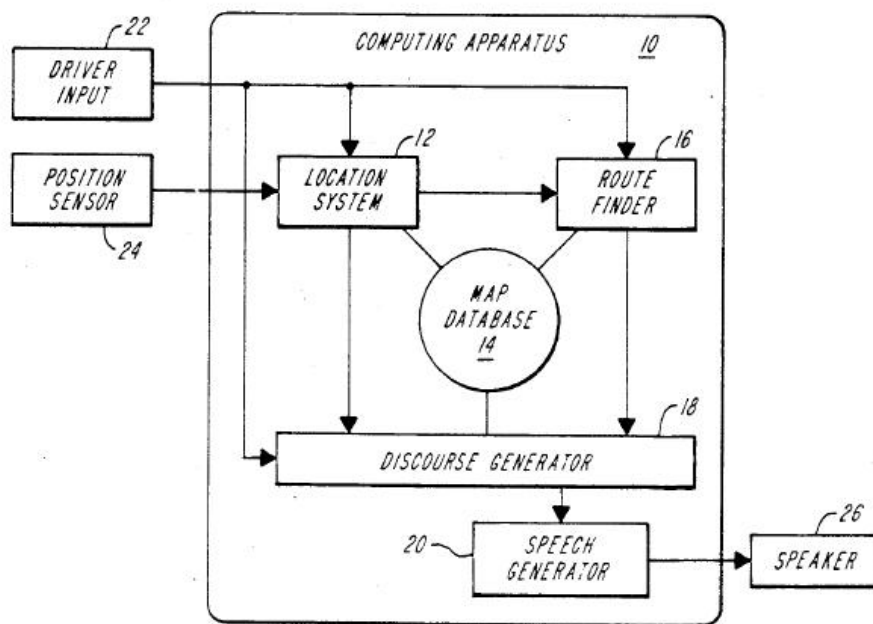 22
DRIVER
INPUT
COMPUTING APPARATUS
10
POSITION
SENSOR
24
12
LOCATION
SYSTEM
16
ROUTE
FINDER
MAP
DATABASE
14
18
DISCOURSE GENERATOR
20
SPEECH
GENERATOR
26
SPEAKER